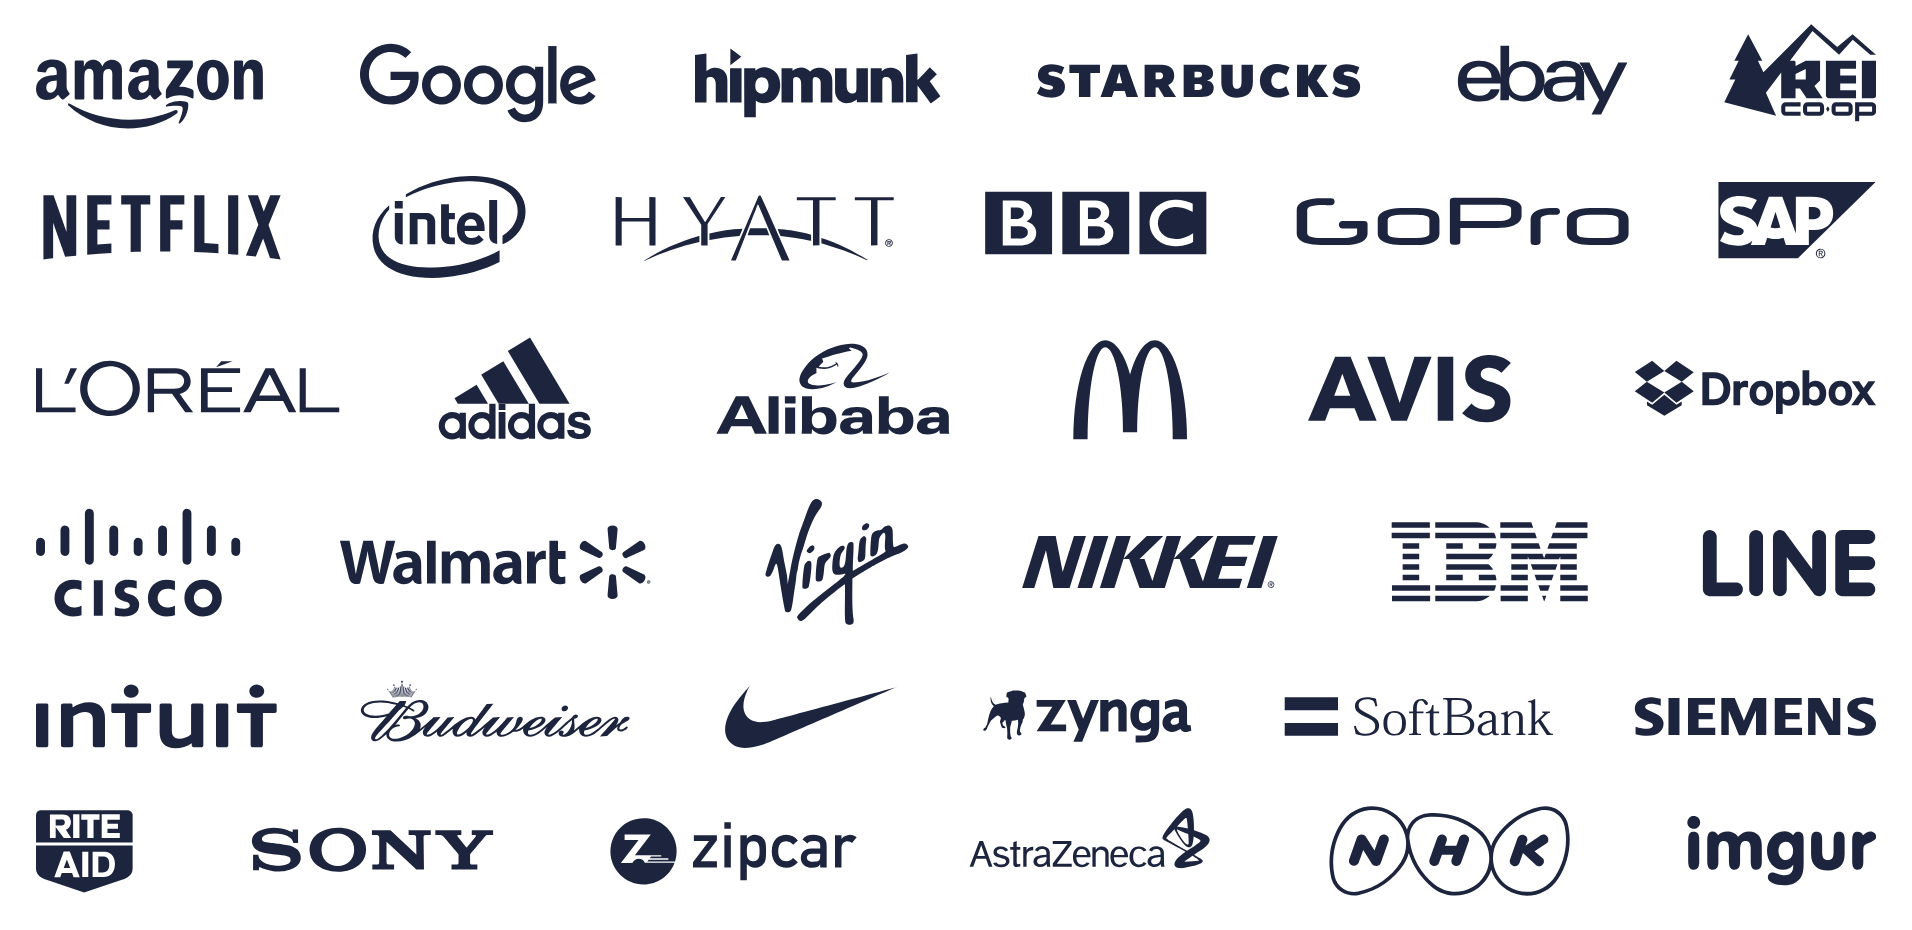 amazon Google hipmunk STARBUCKS ebay REI
CO·OP
NETFLIX intel HYATT® BBC GoPro SAP®
L'ORÉAL adidas Alibaba M AVIS Dropbox
CISCO Walmart Virgin NIKKEI® IBM LINE
INTUIT Budweiser zynga SoftBank SIEMENS
RITE
AID SONY Z zipcar AstraZeneca NHK imgur